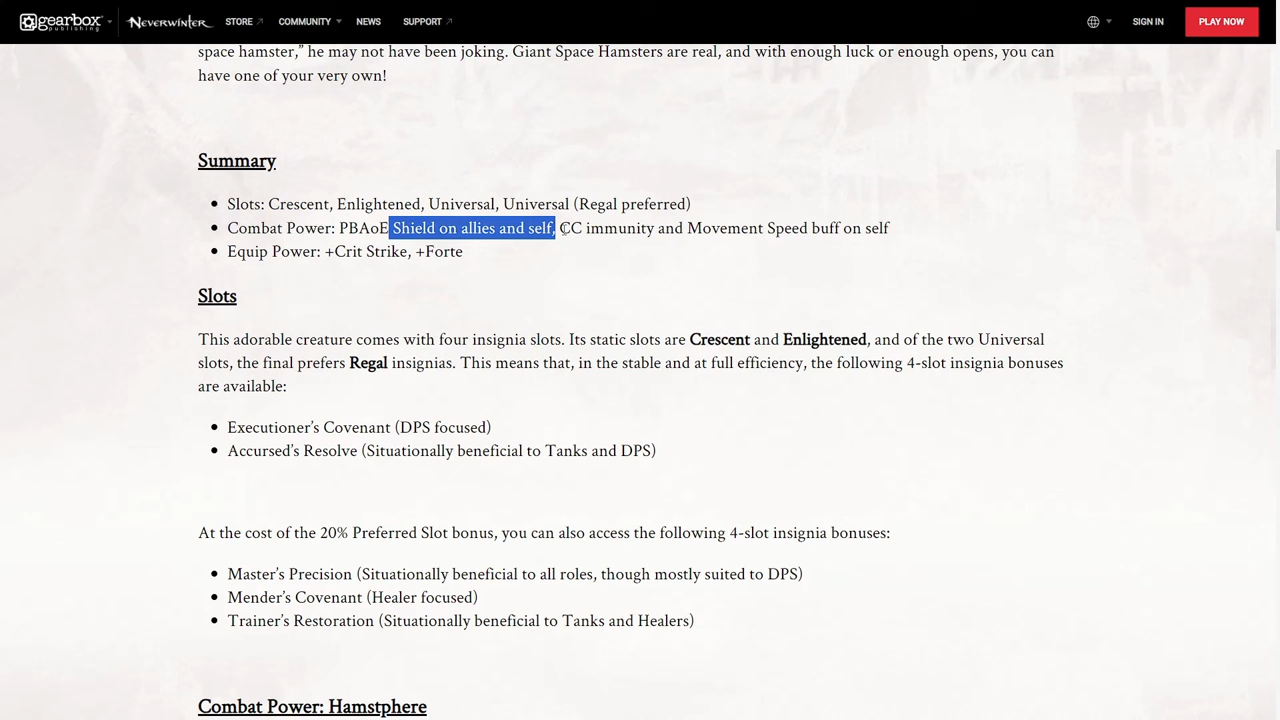 gearbox
publishing
NEVERWINTER
STORE
COMMUNITY
NEWS
SUPPORT
SIGN IN
PLAY NOW
space hamster,” he may not have been joking. Giant Space Hamsters are real, and with enough luck or enough opens, you can
have one of your very own!
Summary
Slots: Crescent, Enlightened, Universal, Universal (Regal preferred)
Combat Power: PBAoE Shield on allies and self, CC immunity and Movement Speed buff on self
Equip Power: +Crit Strike, +Forte
Slots
This adorable creature comes with four insignia slots. Its static slots are Crescent and Enlightened, and of the two Universal
slots, the final prefers Regal insignias. This means that, in the stable and at full efficiency, the following 4-slot insignia bonuses
are available:
Executioner’s Covenant (DPS focused)
Accursed’s Resolve (Situationally beneficial to Tanks and DPS)
At the cost of the 20% Preferred Slot bonus, you can also access the following 4-slot insignia bonuses:
Master’s Precision (Situationally beneficial to all roles, though mostly suited to DPS)
Mender’s Covenant (Healer focused)
Trainer’s Restoration (Situationally beneficial to Tanks and Healers)
Combat Power: Hamstphere